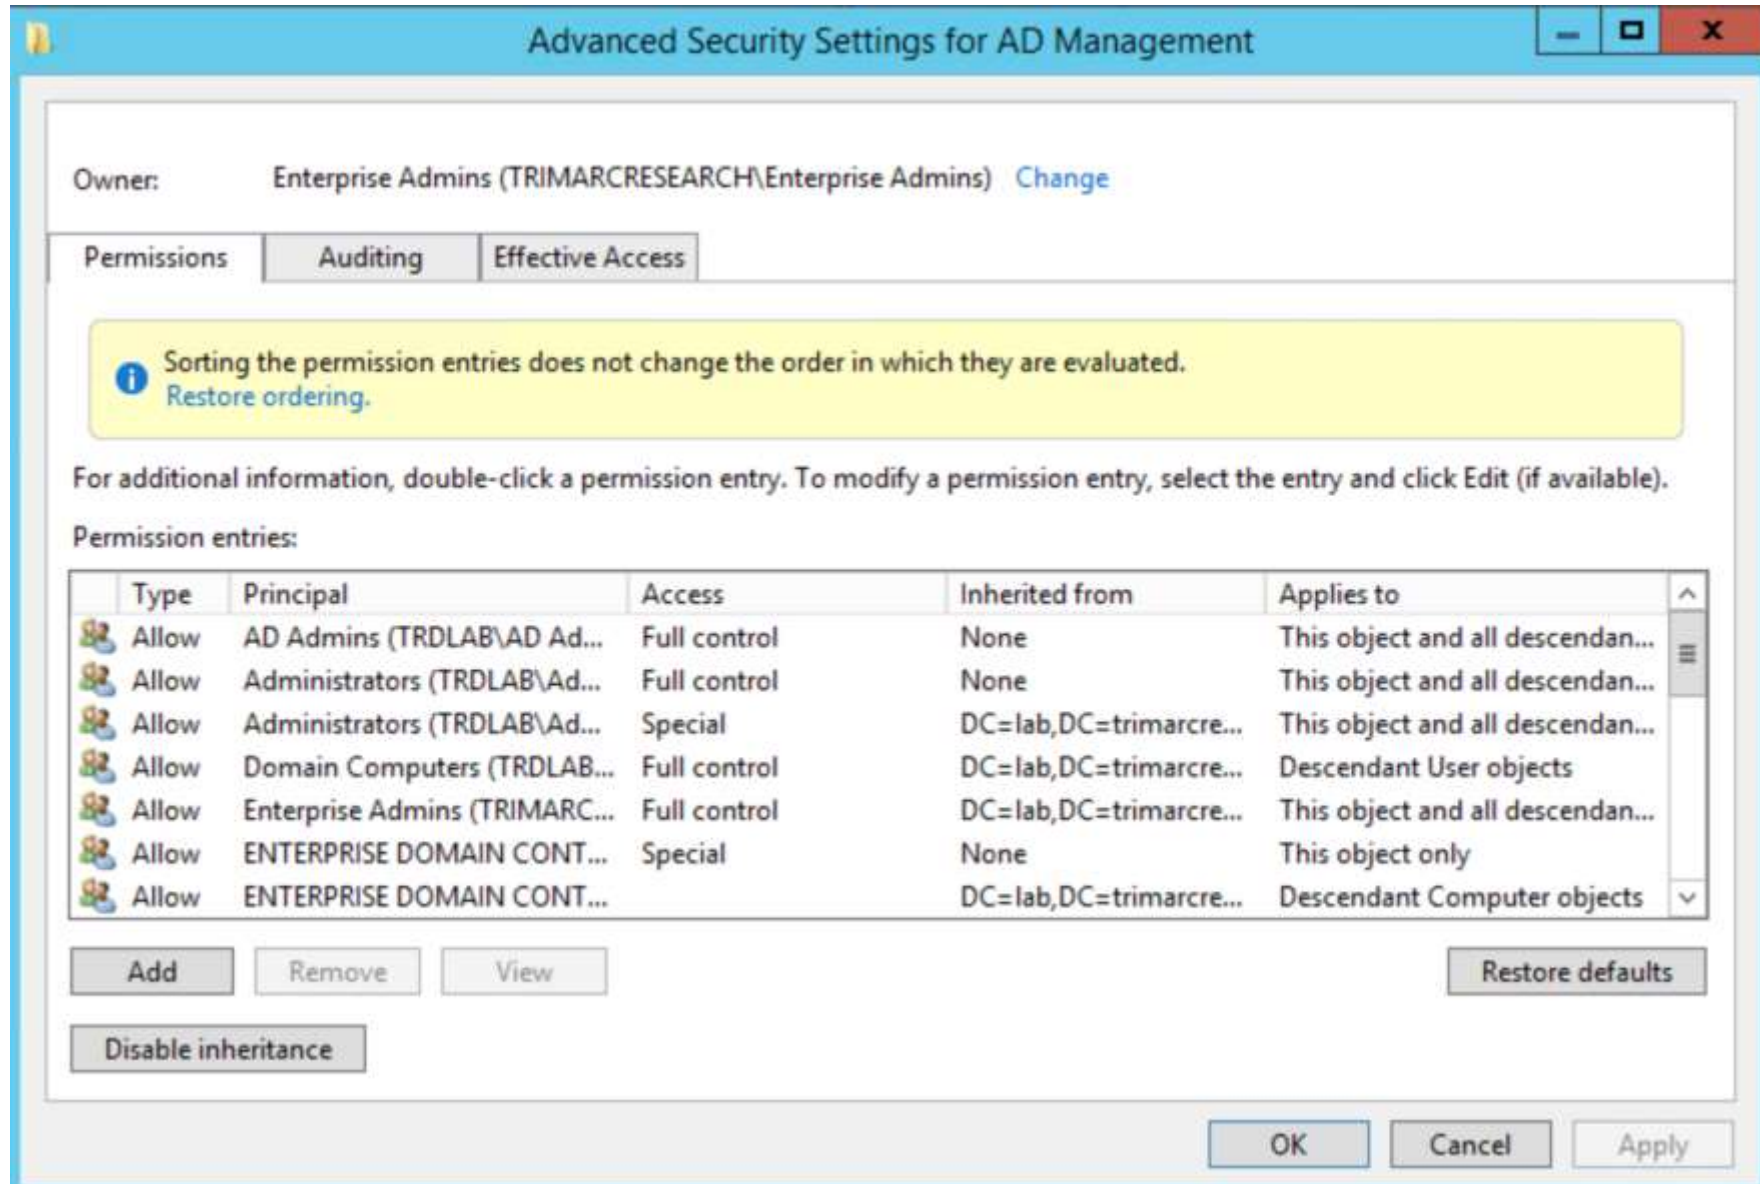 Advanced Security Settings for AD Management
Owner: Enterprise Admins (TRIMARCRESEARCH\Enterprise Admins) Change
Permissions Auditing Effective Access
Sorting the permission entries does not change the order in which they are evaluated.
Restore ordering.
For additional information, double-click a permission entry. To modify a permission entry, select the entry and click Edit (if available).
Permission entries:
Type Principal Access Inherited from Applies to
Allow AD Admins (TRDLAB\AD Ad... Full control None This object and all descendan...
Allow Administrators (TRDLAB\Ad... Full control None This object and all descendan...
Allow Administrators (TRDLAB\Ad... Special DC=lab,DC=trimarcre... This object and all descendan...
Allow Domain Computers (TRDLAB... Full control DC=lab,DC=trimarcre... Descendant User objects
Allow Enterprise Admins (TRIMARC... Full control DC=lab,DC=trimarcre... This object and all descendan...
Allow ENTERPRISE DOMAIN CONT... Special None This object only
Allow ENTERPRISE DOMAIN CONT... DC=lab,DC=trimarcre... Descendant Computer objects
Add Remove View Restore defaults
Disable inheritance
OK Cancel Apply